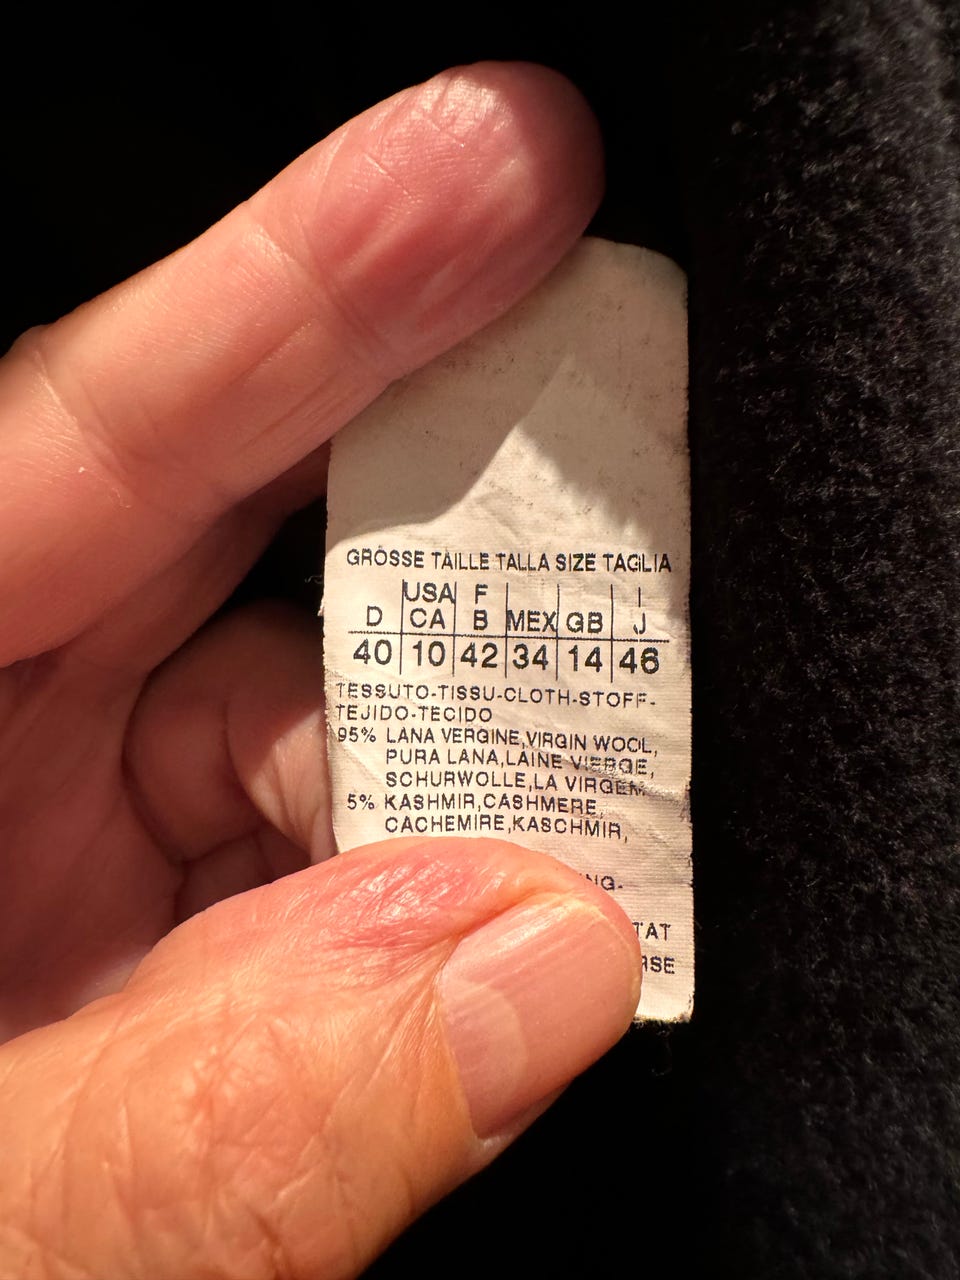 GRÖSSE TAILLE TALLA SIZE TAGLIA
USA F I
D CA B MEX GB J
40 10 42 34 14 46
TESSUTO-TISSU-CLOTH-STOFF-
TEJIDO-TECIDO
95% LANA VERGINE,VIRGIN WOOL,
PURA LANA,LAINE VIERGE,
SCHURWOLLE,LA VIRGEM
5% KASHMIR,CASHMERE,
CACHEMIRE,KASCHMIR,